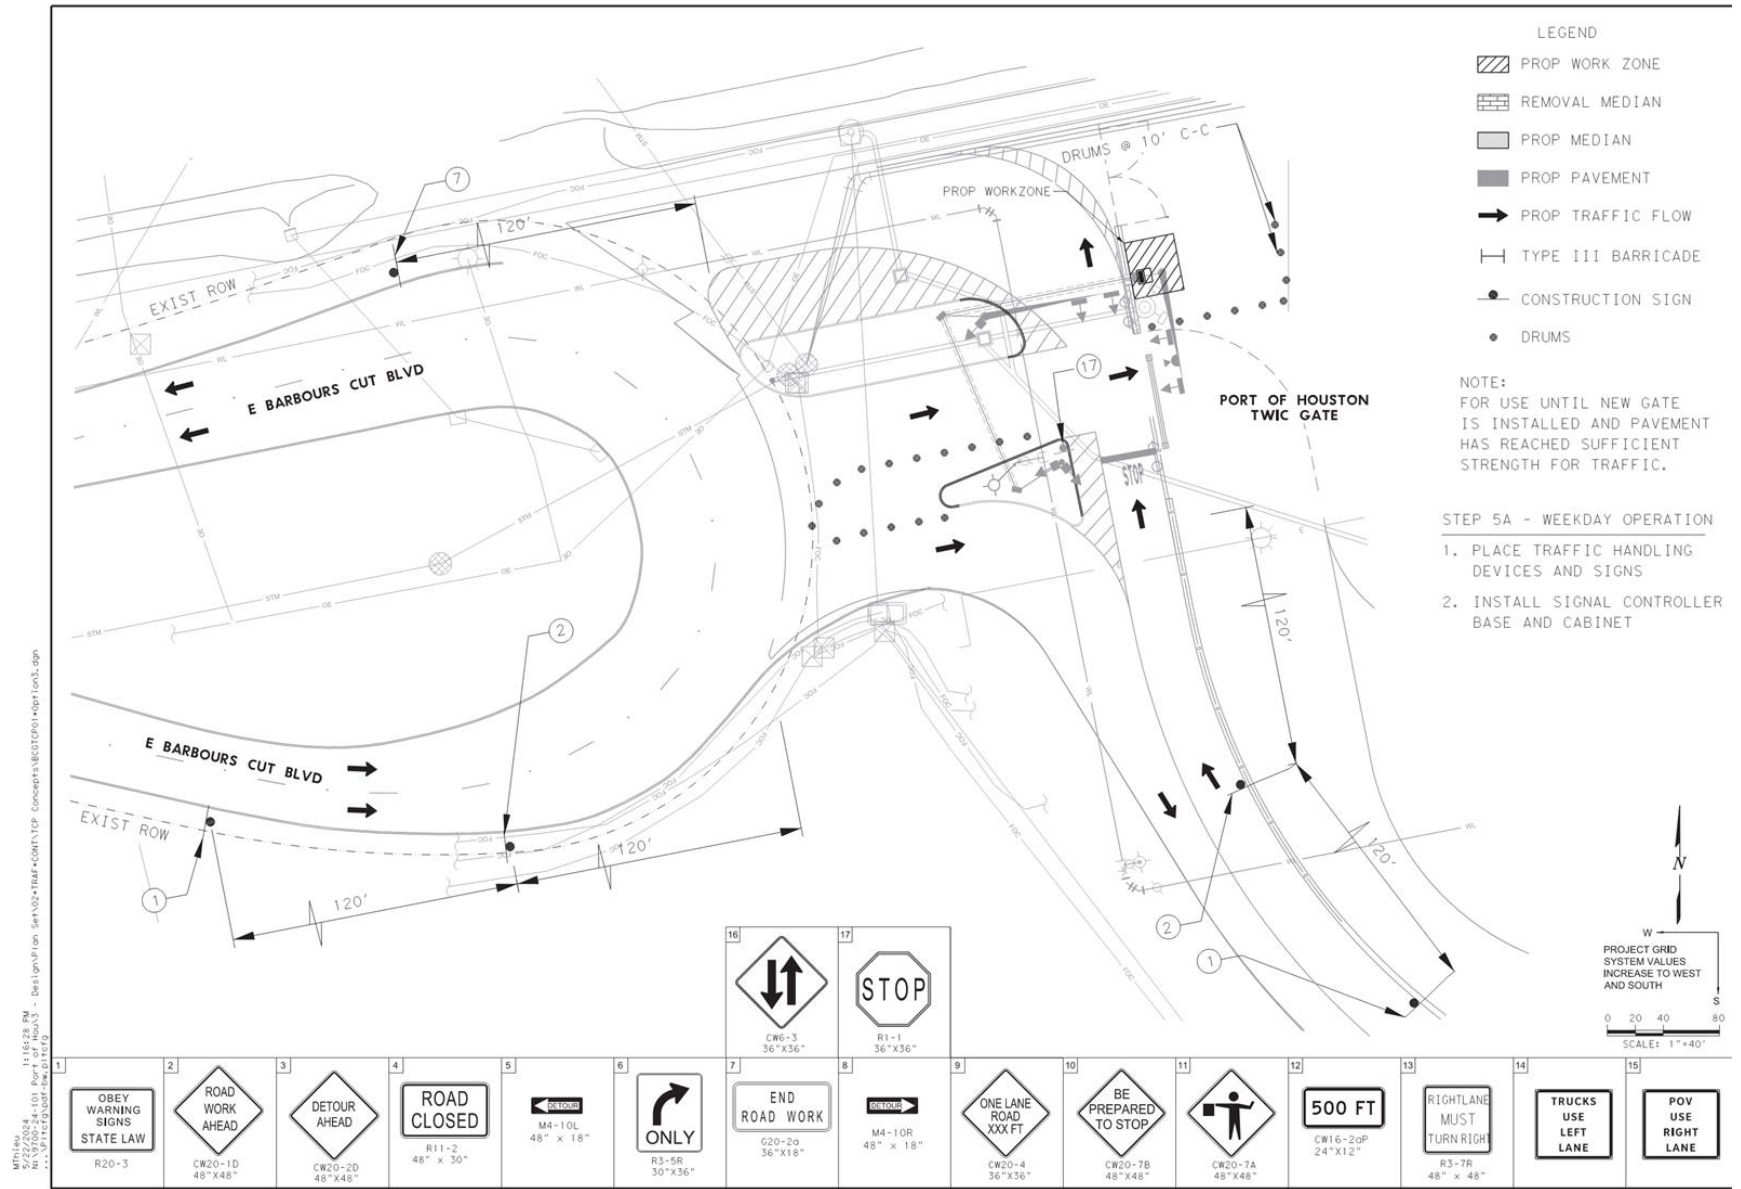 LEGEND
PROP WORK ZONE
REMOVAL MEDIAN
PROP MEDIAN
PROP PAVEMENT
PROP TRAFFIC FLOW
TYPE III BARRICADE
CONSTRUCTION SIGN
DRUMS
NOTE:
FOR USE UNTIL NEW GATE
IS INSTALLED AND PAVEMENT
HAS REACHED SUFFICIENT
STRENGTH FOR TRAFFIC.
STEP 5A - WEEKDAY OPERATION
1. PLACE TRAFFIC HANDLING
DEVICES AND SIGNS
2. INSTALL SIGNAL CONTROLLER
BASE AND CABINET
DRUMS @ 10' C-C
PROP WORKZONE
7
120'
EXIST ROW
E BARBOURS CUT BLVD
17
PORT OF HOUSTON
TWIC GATE
STOP
120'
2
E BARBOURS CUT BLVD
EXIST ROW
120'
120'
1
120'
2
1
N
W
S
PROJECT GRID
SYSTEM VALUES
INCREASE TO WEST
AND SOUTH
0 20 40 80
SCALE: 1"=40'
16
CW6-3
36"X36"
17
STOP
R1-1
36"X36"
1
OBEY
WARNING
SIGNS
STATE LAW
R20-3
2
ROAD
WORK
AHEAD
CW20-1D
48"X48"
3
DETOUR
AHEAD
CW20-2D
48"X48"
4
ROAD
CLOSED
R11-2
48" x 30"
5
DETOUR
M4-10L
48" x 18"
6
ONLY
R3-5R
30"X36"
7
END
ROAD WORK
G20-2a
36"X18"
8
DETOUR
M4-10R
48" x 18"
9
ONE LANE
ROAD
XXX FT
CW20-4
36"X36"
10
BE
PREPARED
TO STOP
CW20-7B
48"X48"
11
CW20-7A
48"X48"
12
500 FT
CW16-2aP
24"X12"
13
RIGHTLANE
MUST
TURN RIGHT
R3-7R
48" x 48"
14
TRUCKS
USE
LEFT
LANE
15
POV
USE
RIGHT
LANE
5/22/2024 1:16:28 PM